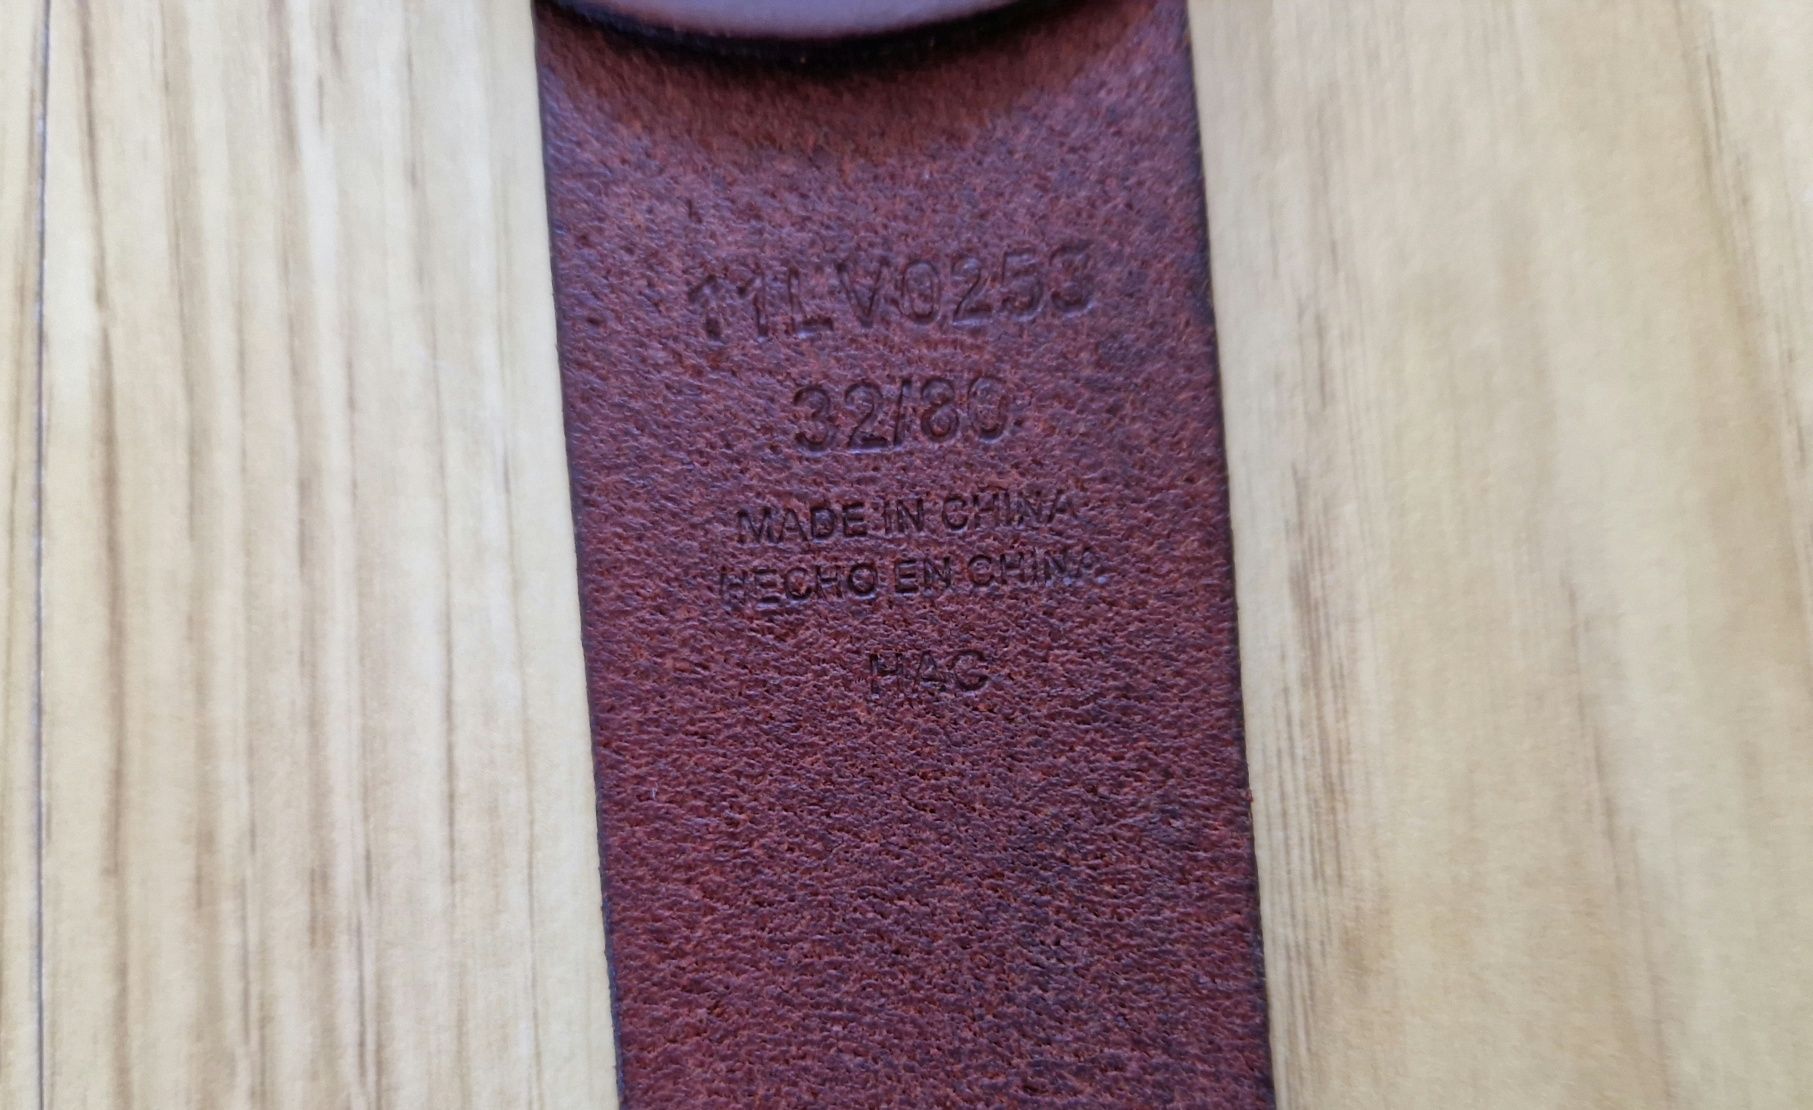 11LV0253
32/80
MADE IN CHINA
HECHO EN CHINA
HAC